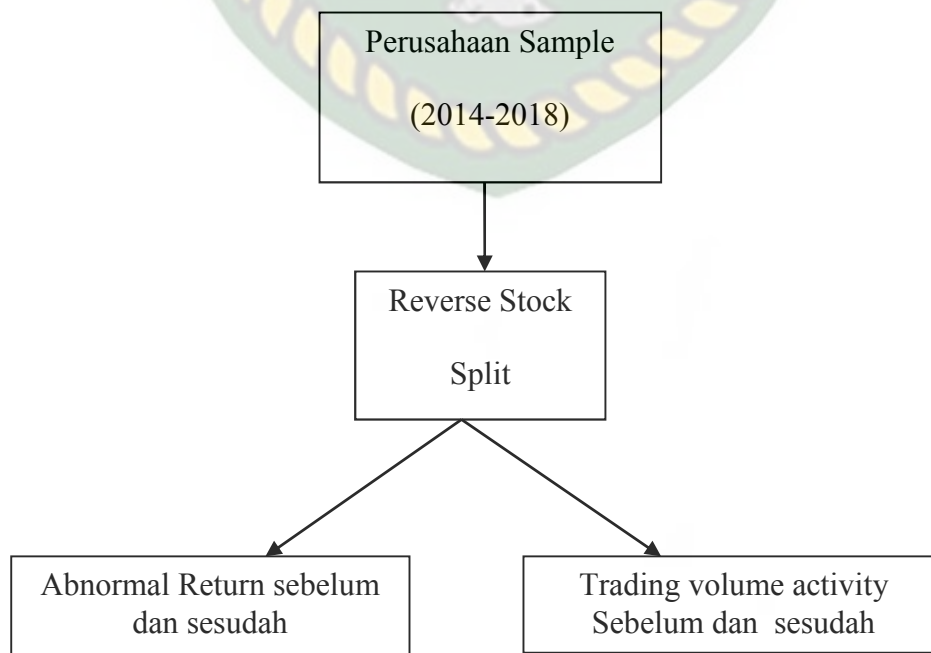 Perusahaan Sample
(2014-2018)
Reverse Stock
Split
Abnormal Return sebelum
dan sesudah
Trading volume activity
Sebelum dan sesudah